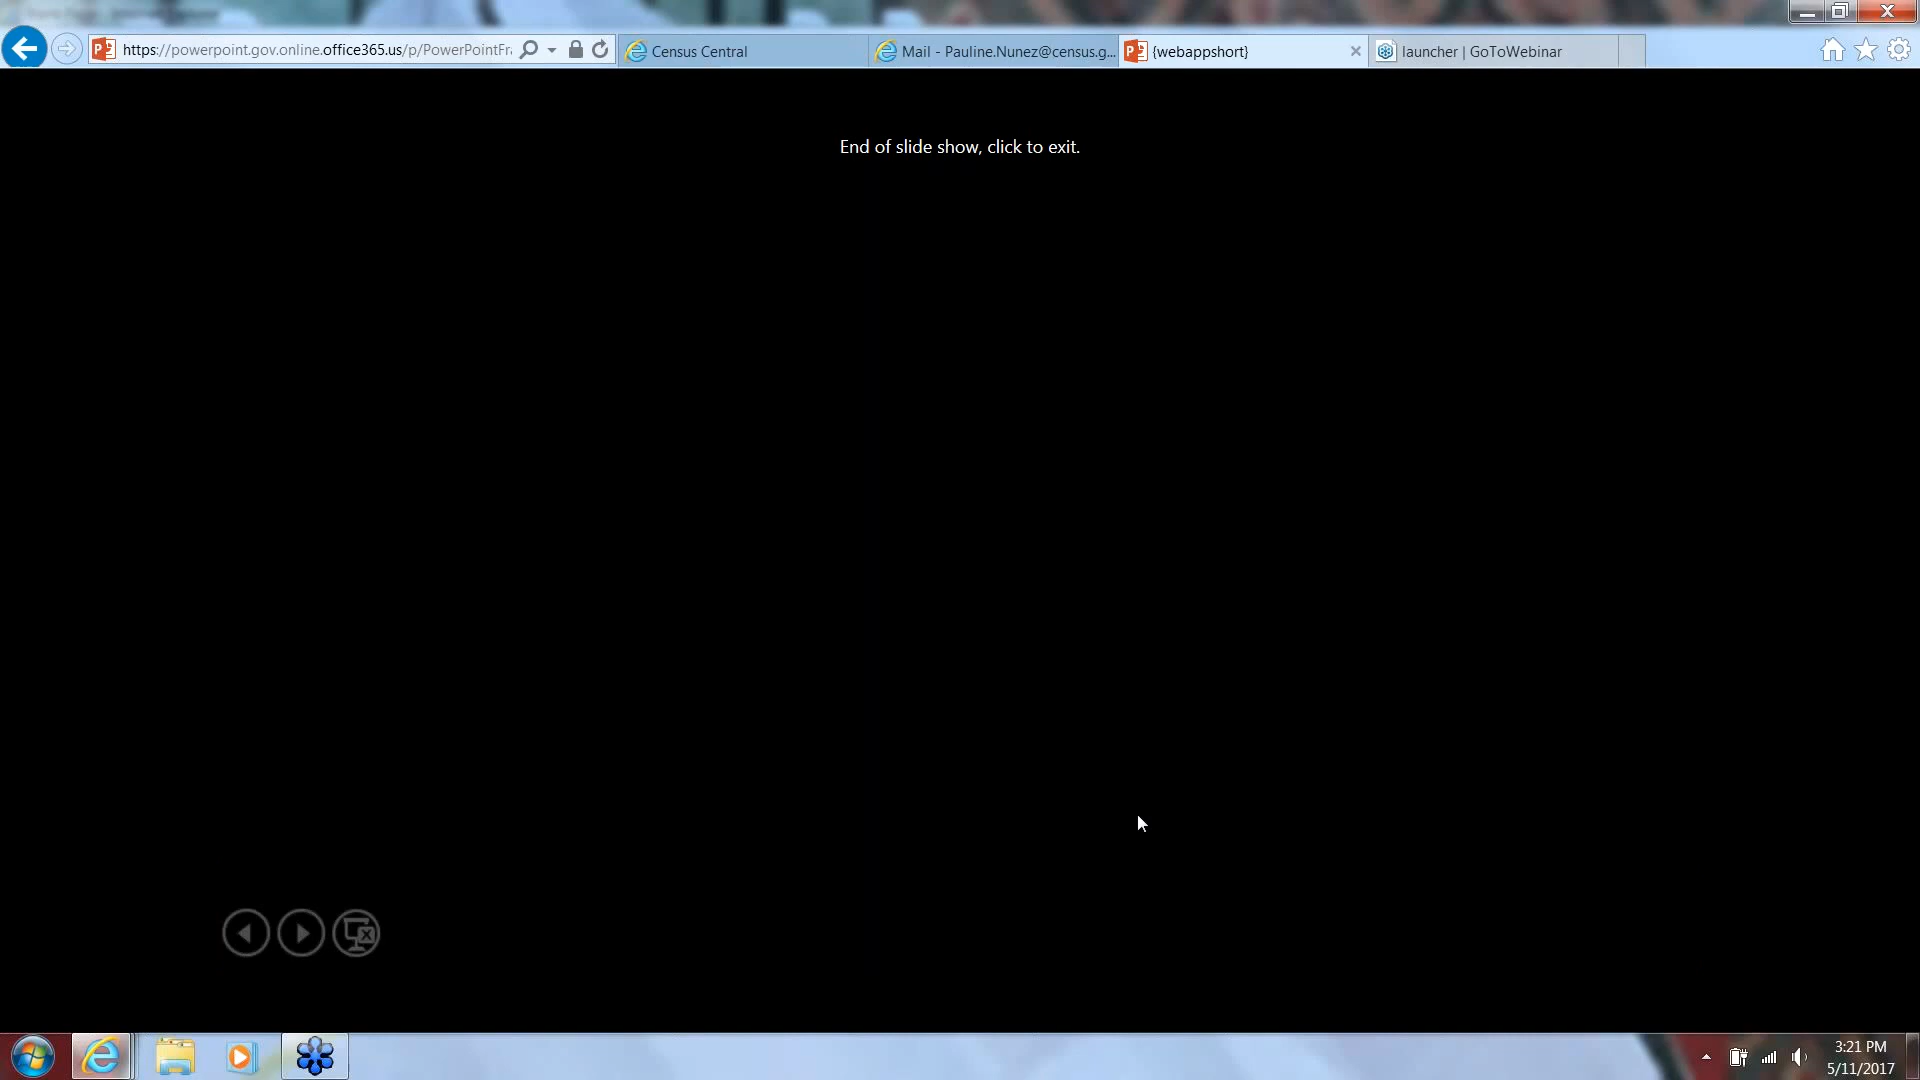 https://powerpoint.gov.online.office365.us/p/PowerPointFra
Census Central
Mail - Pauline.Nunez@census.g...
{webappshort}
launcher | GoToWebinar
End of slide show, click to exit.
3:21 PM
5/11/2017